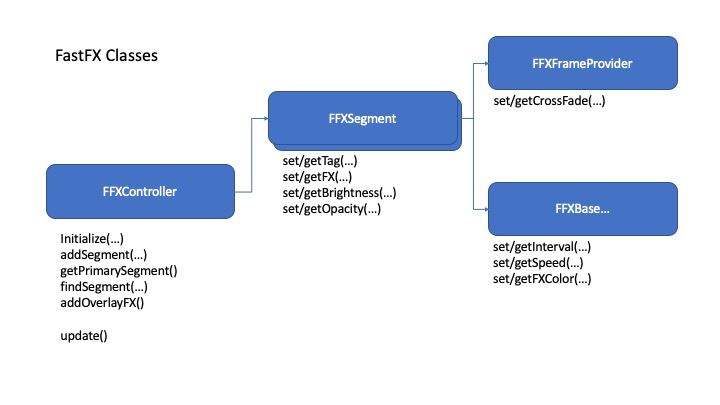 FastFX Classes
FFXController
Initialize(...)
addSegment(...)
getPrimarySegment()
findSegment(...)
addOverlayFX()
update()
FFXSegment
set/getTag(...)
set/getFX(...)
set/getBrightness(...)
set/getOpacity(...)
FFXFrameProvider
set/getCrossFade(...)
FFXBase...
set/getInterval(...)
set/getSpeed(...)
set/getFXColor(...)